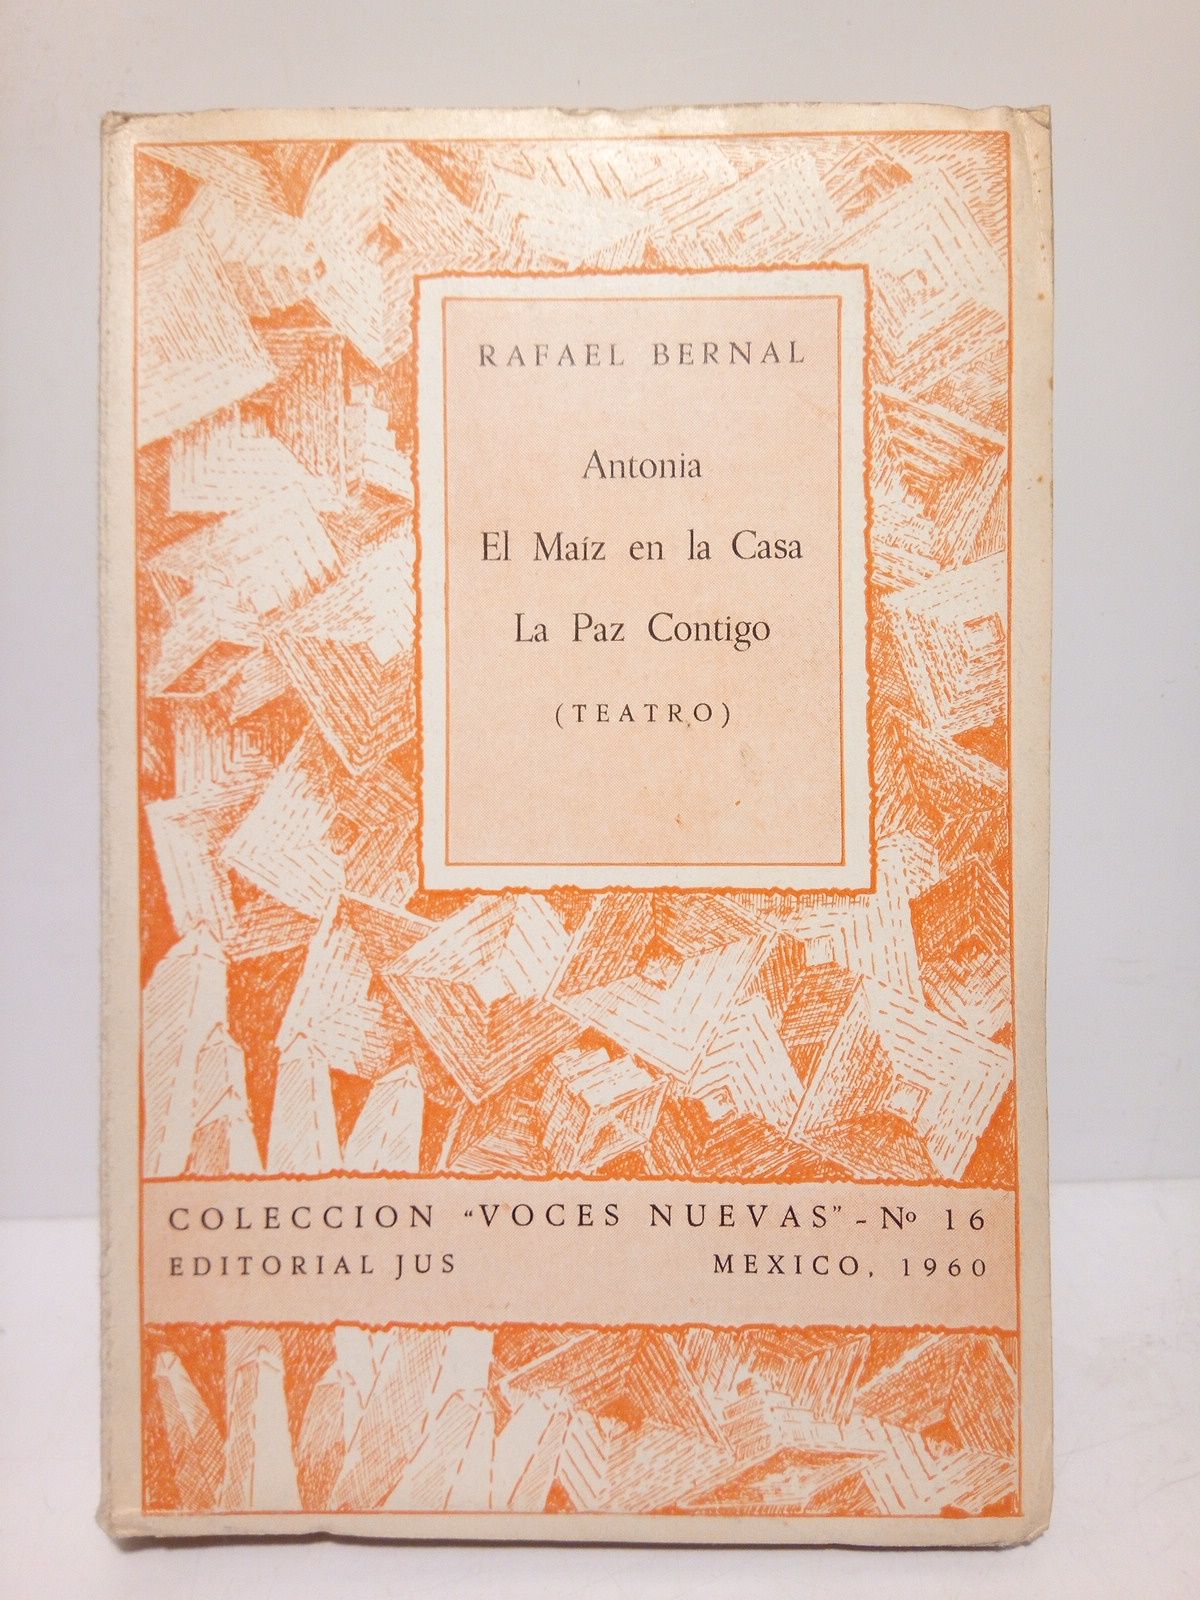 RAFAEL BERNAL
Antonia
El Maíz en la Casa
La Paz Contigo
(TEATRO)
COLECCION "VOCES NUEVAS" - Nº 16
EDITORIAL JUS MEXICO, 1960